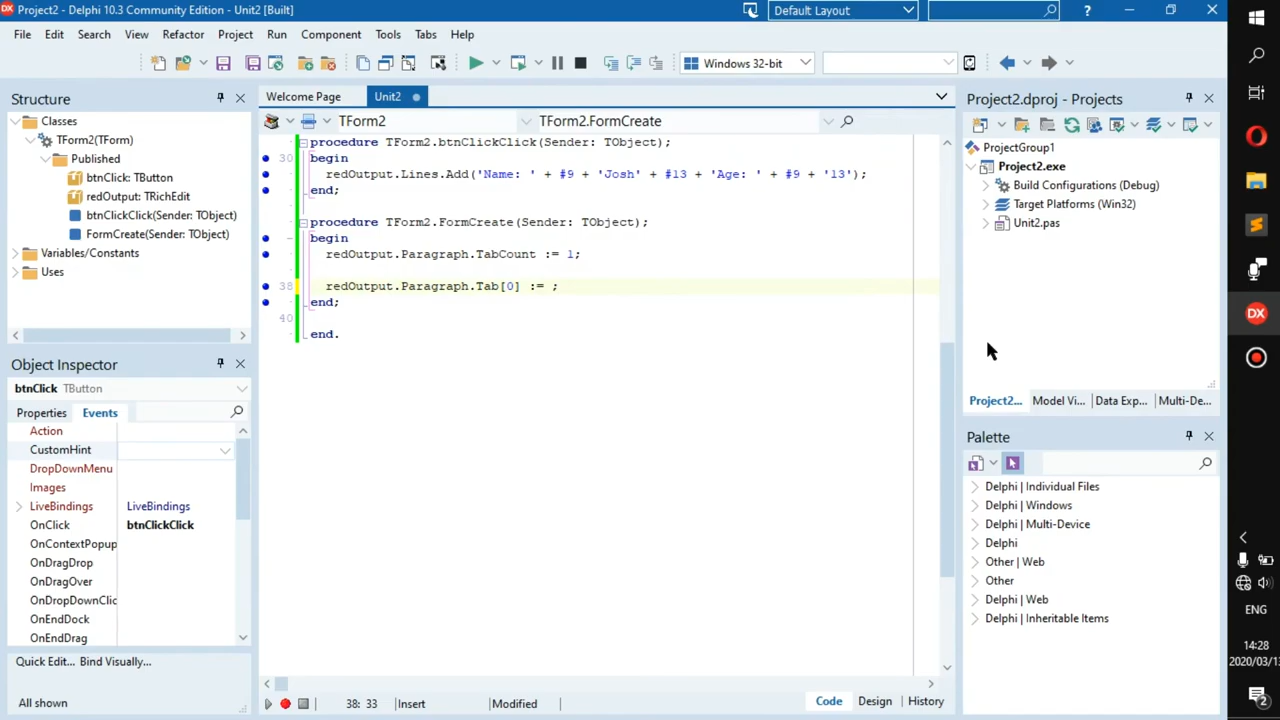 Project2 - Delphi 10.3 Community Edition - Unit2 [Built]
Default Layout
File Edit Search View Refactor Project Run Component Tools Tabs Help
Windows 32-bit
Structure
Classes
TForm2(TForm)
Published
btnClick: TButton
redOutput: TRichEdit
btnClickClick(Sender: TObject)
FormCreate(Sender: TObject)
Variables/Constants
Uses
Object Inspector
btnClick TButton
Properties Events
Action
CustomHint
DropDownMenu
Images
LiveBindings LiveBindings
OnClick btnClickClick
OnContextPopup
OnDragDrop
OnDragOver
OnDropDownClic
OnEndDock
OnEndDrag
Quick Edit... Bind Visually...
All shown
Welcome Page Unit2
TForm2 TForm2.FormCreate
procedure TForm2.btnClickClick(Sender: TObject);
30 begin
redOutput.Lines.Add('Name: ' + #9 + 'Josh' + #13 + 'Age: ' + #9 + '13');
end;
procedure TForm2.FormCreate(Sender: TObject);
begin
redOutput.Paragraph.TabCount := 1;
38 redOutput.Paragraph.Tab[0] := ;
end;
40
end.
38: 33 Insert Modified Code Design History
Project2.dproj - Projects
ProjectGroup1
Project2.exe
Build Configurations (Debug)
Target Platforms (Win32)
Unit2.pas
Project2... Model Vi... Data Exp... Multi-De...
Palette
Delphi | Individual Files
Delphi | Windows
Delphi | Multi-Device
Delphi
Other | Web
Other
Delphi | Web
Delphi | Inheritable Items
DX
ENG
14:28
2020/03/13
2